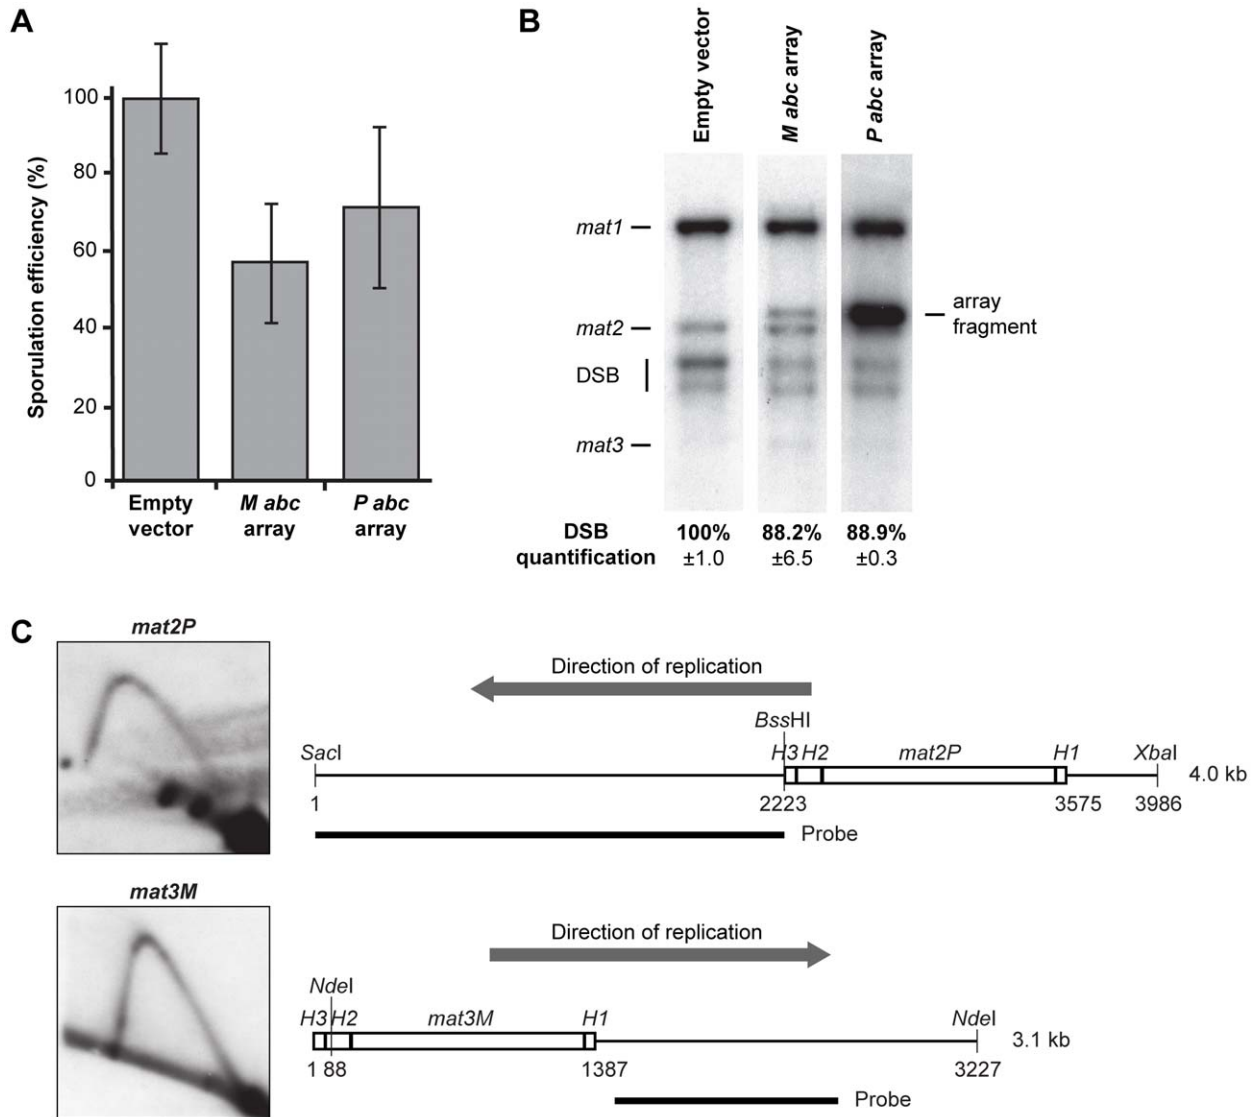 A
Sporulation efficiency (%)
100
80
60
40
20
0
Empty
vector
M abc
array
P abc
array
B
Empty vector
M abc array
P abc array
mat1
mat2
DSB
mat3
array
fragment
DSB
quantification
100%
±1.0
88.2%
±6.5
88.9%
±0.3
C
mat2P
Direction of replication
BssHI
SacI
H3 H2
mat2P
H1
XbaI
4.0 kb
1
2223
3575
3986
Probe
mat3M
Direction of replication
NdeI
H3 H2
mat3M
H1
NdeI
3.1 kb
1 88
1387
3227
Probe